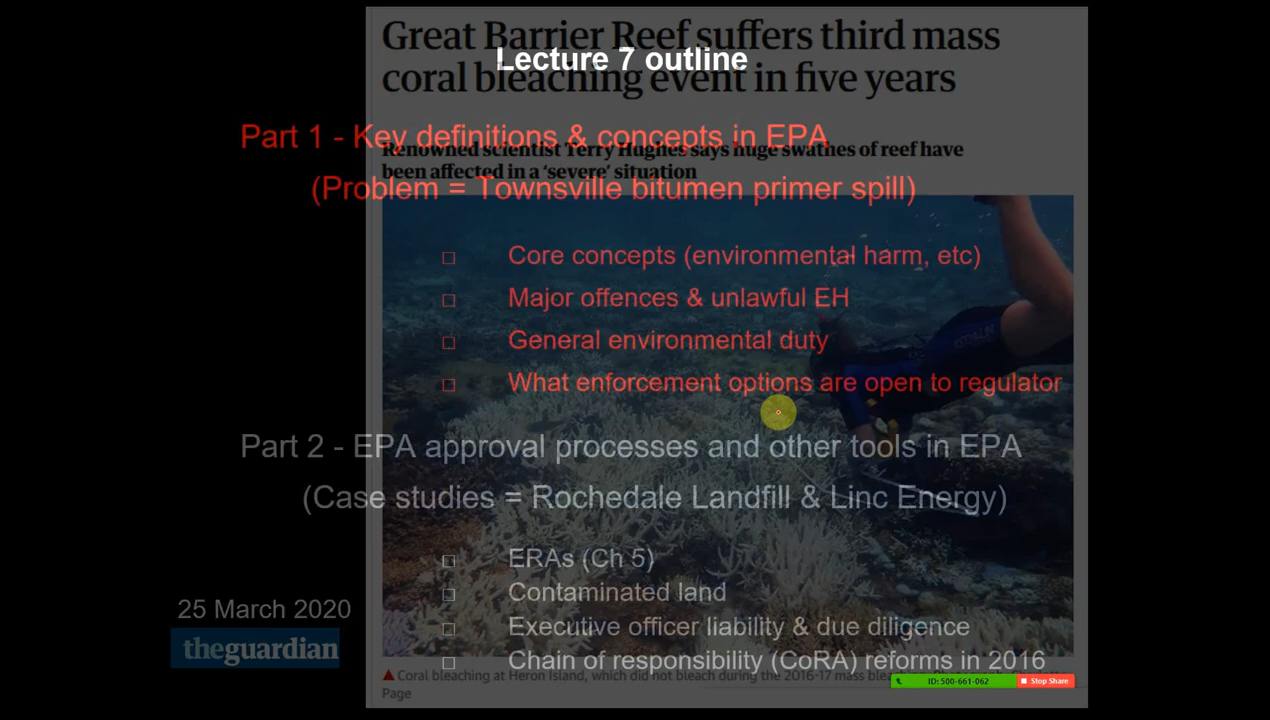 Great Barrier Reef suffers third mass
Lecture 7 outline
coral bleaching event in five years
Part 1 - Key definitions & concepts in EPA
Renowned scientist Terry Hughes says huge swathes of reef have
been affected in a 'severe' situation
(Problem = Townsville bitumen primer spill)
□ Core concepts (environmental harm, etc)
□ Major offences & unlawful EH
□ General environmental duty
□ What enforcement options are open to regulator
Part 2 - EPA approval processes and other tools in EPA
(Case studies = Rochedale Landfill & Linc Energy)
□ ERAs (Ch 5)
□ Contaminated land
25 March 2020
□ Executive officer liability & due diligence
theguardian
□ Chain of responsibility (CoRA) reforms in 2016
▲ Coral bleaching at Heron Island, which did not bleach during the 2016-17 mass
ID: 500-661-062
Stop Share
Page